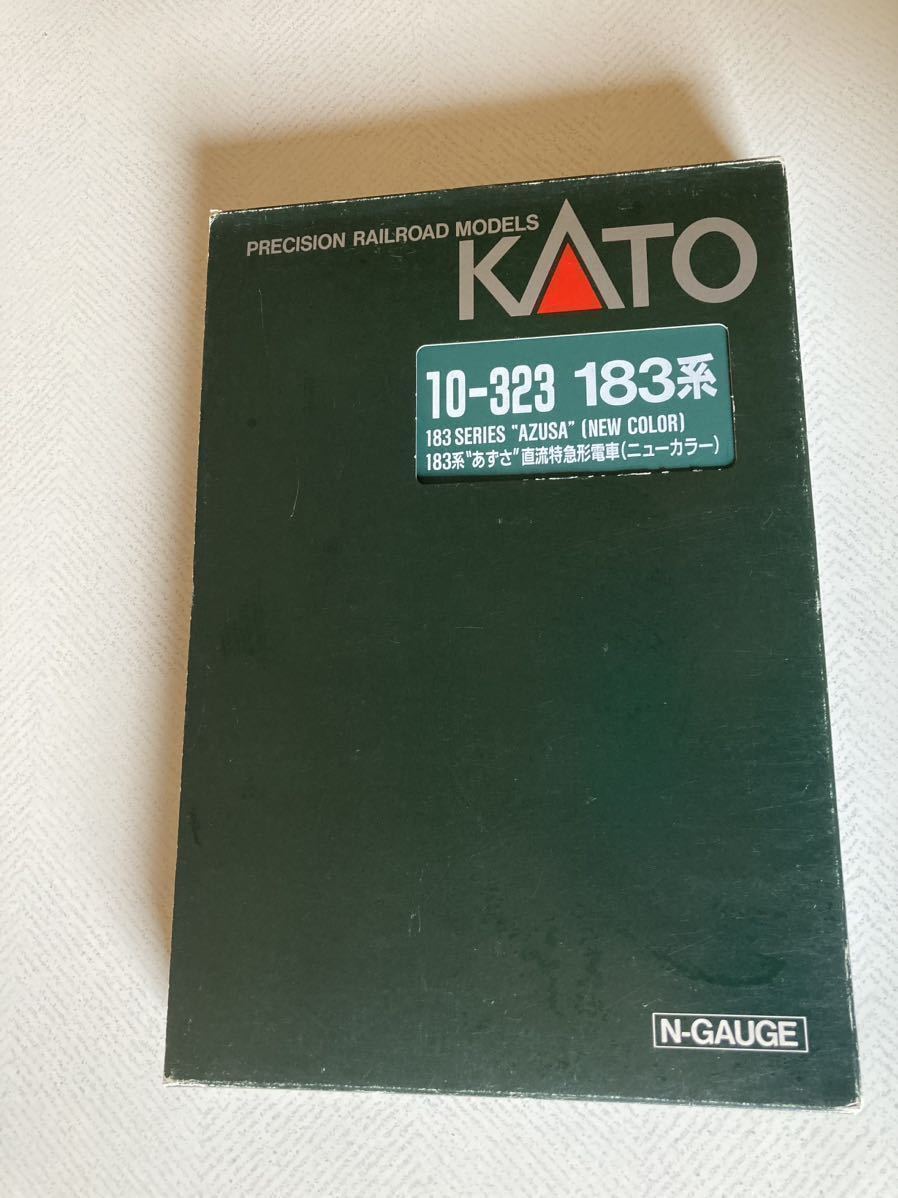 PRECISION RAILROAD MODELS
KATO
10-323 183系
183 SERIES "AZUSA" (NEW COLOR)
183系"あずさ"直流特急形電車(ニューカラー)
N-GAUGE